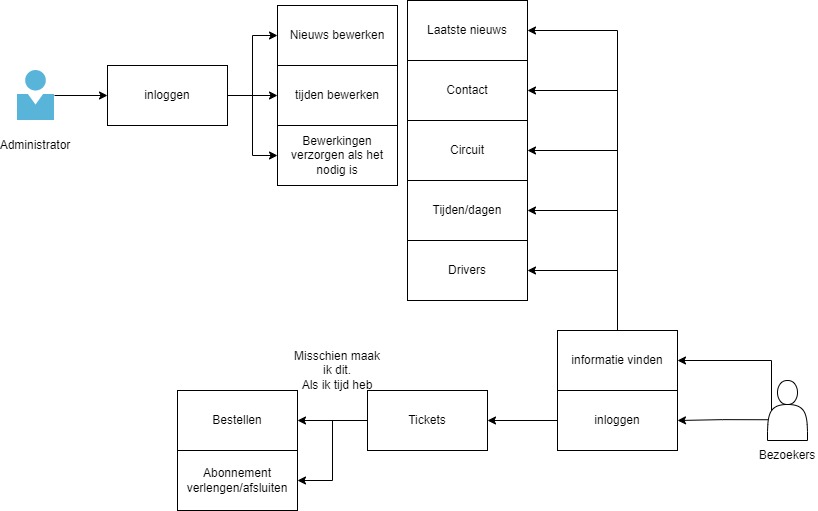 Administrator
inloggen
Nieuws bewerken
tijden bewerken
Bewerkingen
verzorgen als het
nodig is
Laatste nieuws
Contact
Circuit
Tijden/dagen
Drivers
informatie vinden
inloggen
Bezoekers
Tickets
Misschien maak
ik dit.
Als ik tijd heb
Bestellen
Abonnement
verlengen/afsluiten